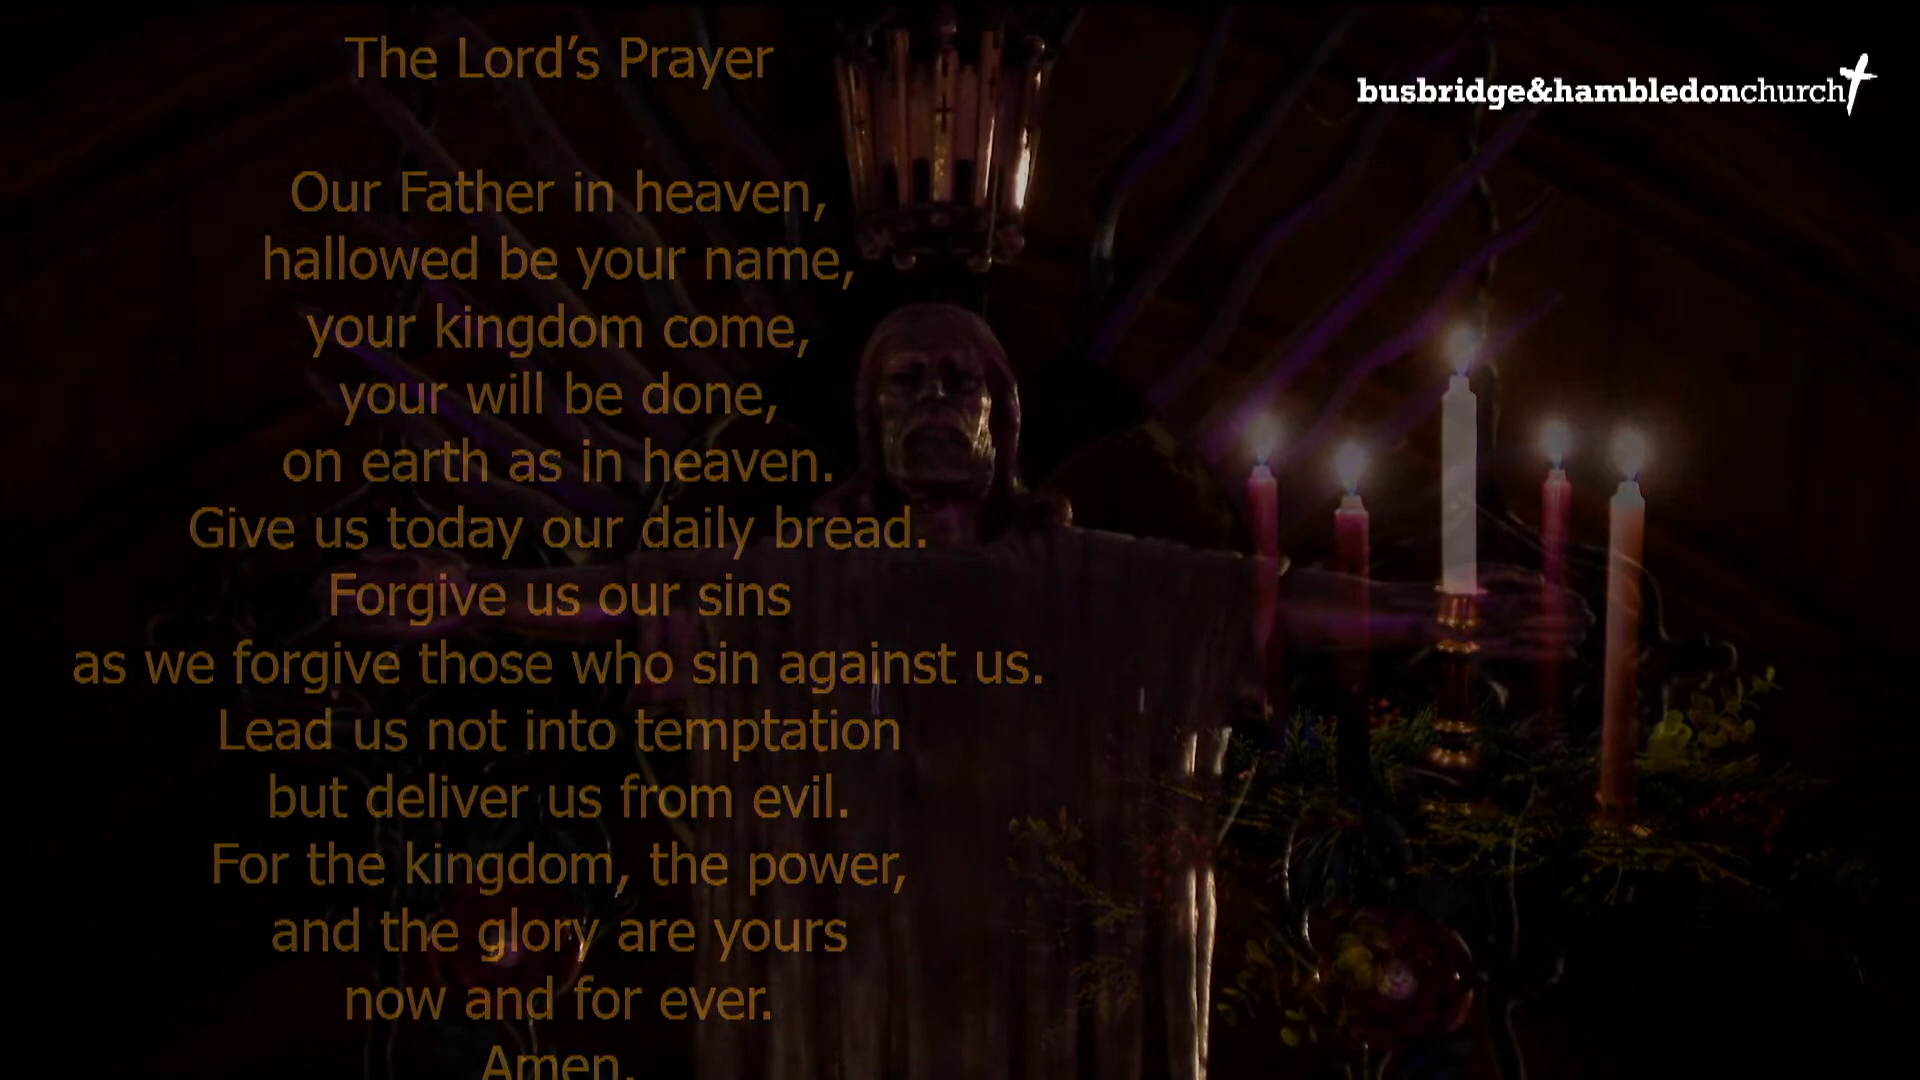 The Lord’s Prayer
busbridge&hambledonchurch
Our Father in heaven,
hallowed be your name,
your kingdom come,
your will be done,
on earth as in heaven.
Give us today our daily bread.
Forgive us our sins
as we forgive those who sin against us.
Lead us not into temptation
but deliver us from evil.
For the kingdom, the power,
and the glory are yours
now and for ever.
Amen.